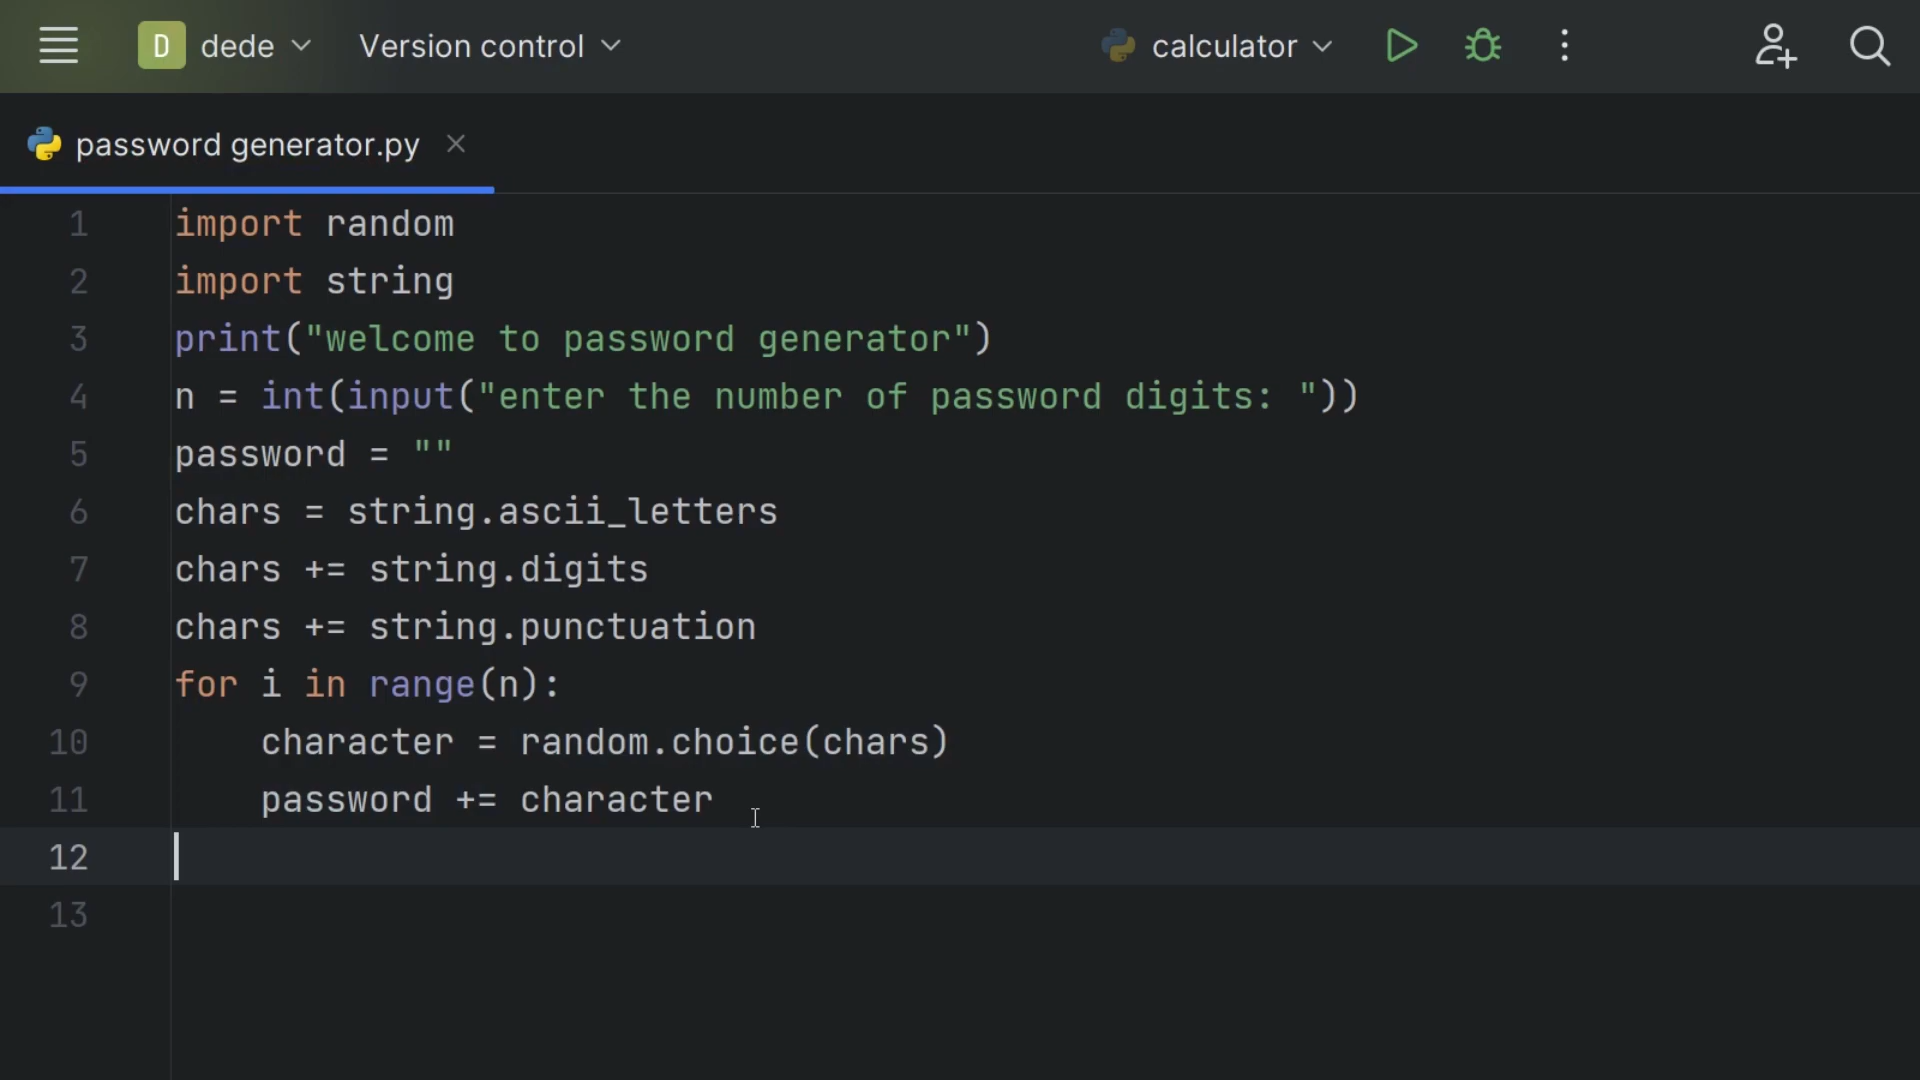 D dede Version control calculator
password generator.py
1 import random
2 import string
3 print("welcome to password generator")
4 n = int(input("enter the number of password digits: "))
5 password = ""
6 chars = string.ascii_letters
7 chars += string.digits
8 chars += string.punctuation
9 for i in range(n):
10     character = random.choice(chars)
11     password += character
12
13